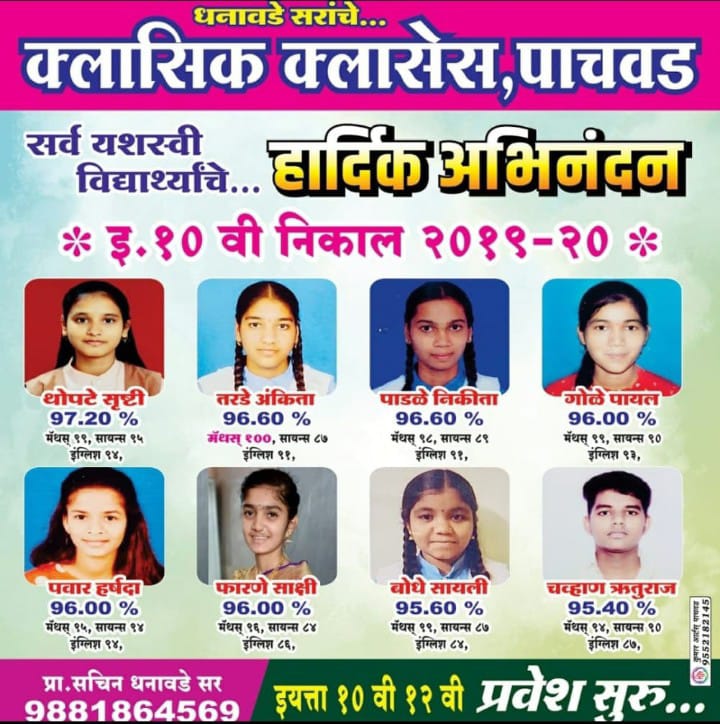 धनावडे सरांचे...
क्लासिक क्लासेस,पाचवड
सर्व यशस्वी
विद्यार्थ्यांचे... हार्दिक अभिनंदन
* इ.१० वी निकाल २०१९-२० *
थोपटे सृष्टी
97.20 %
मॅथस् ९९, सायन्स ९५
इंग्लिश ९४,
तरडे अंकिता
96.60 %
मॅथस् १००, सायन्स ८७
इंग्लिश ९१,
पाडळे निकीता
96.60 %
मॅथस् ९८, सायन्स ८९
इंग्लिश ९१,
गोळे पायल
96.00 %
मॅथस् ९९, सायन्स ९०
इंग्लिश ९३,
पवार हर्षदा
96.00 %
मॅथस् ९५, सायन्स ९४
इंग्लिश ९४,
फारणे साक्षी
96.00 %
मॅथस् ९६, सायन्स ८४
इंग्लिश ८६,
बोधे सायली
95.60 %
मॅथस् ९९, सायन्स ८७
इंग्लिश ८४,
चव्हाण ऋतुराज
95.40 %
मॅथस् ९४, सायन्स ९०
इंग्लिश ८७,
कुमार आर्टस् पाचवड
9552182145
प्रा.सचिन धनावडे सर
9881864569
इयत्ता १० वी १२ वी प्रवेश सुरु...